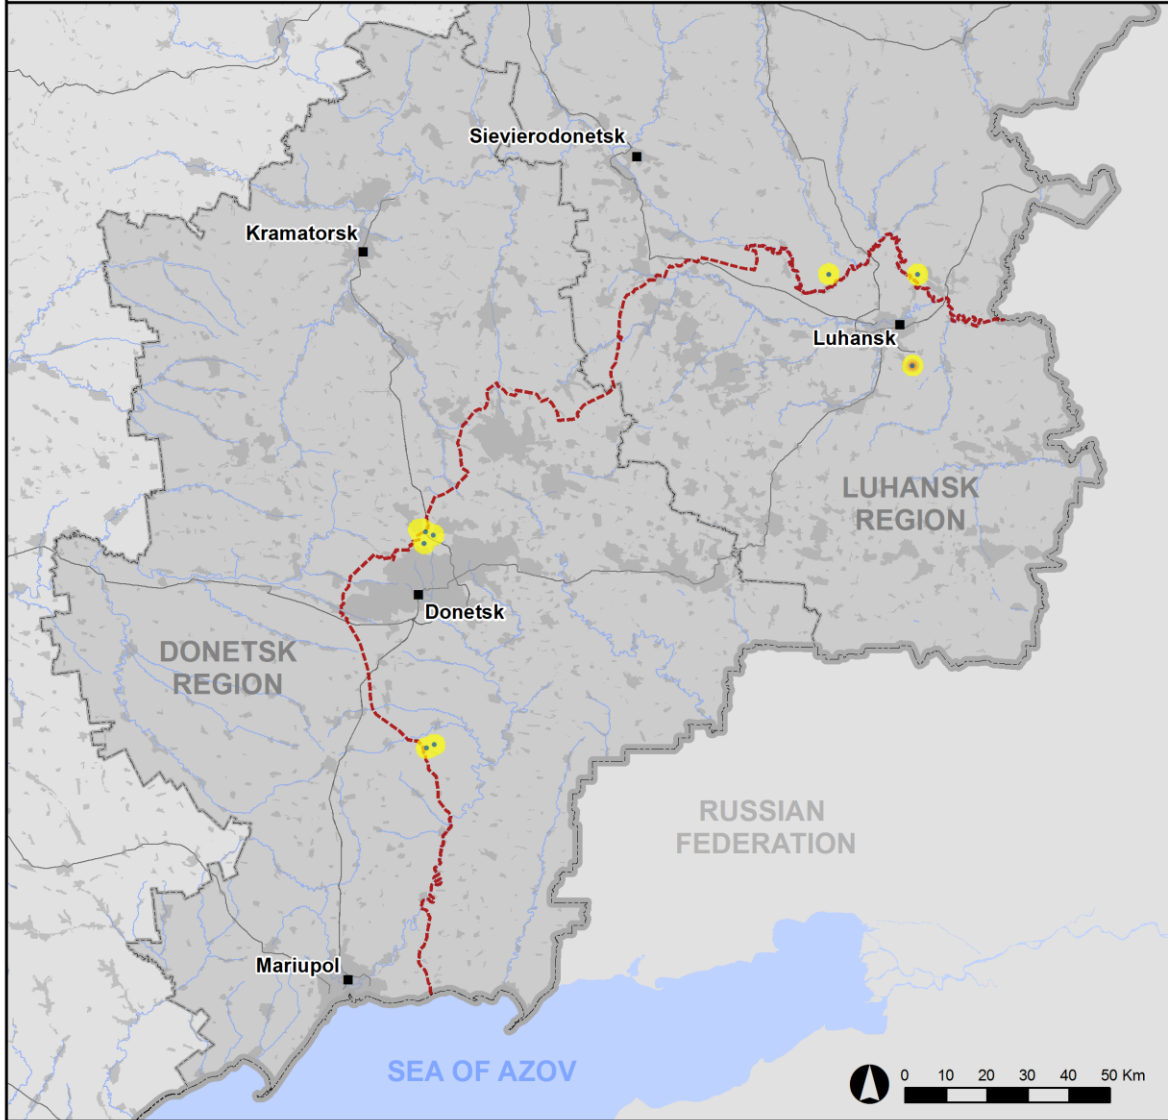 Sievierodonetsk
Kramatorsk
Luhansk
LUHANSK
REGION
Donetsk
DONETSK
REGION
RUSSIAN
FEDERATION
Mariupol
SEA OF AZOV
0 10 20 30 40 50 Km